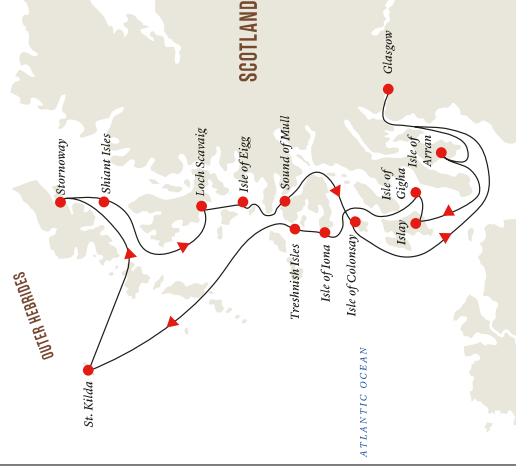 SCOTLAND
Glasgow
Stornoway
Shiant Isles
Loch Scavaig
Isle of Eigg
Sound of Mull
Isle of
Arran
Isle of
Gigha
Islay
Treshnish Isles
Isle of Iona
Isle of Colonsay
OUTER HEBRIDES
St. Kilda
ATLANTIC OCEAN